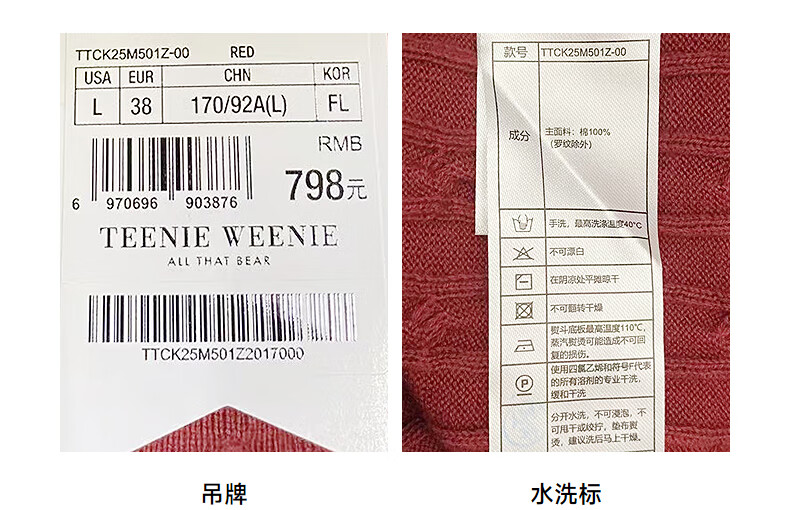 TTCK25M501Z-00 RED
USA EUR CHN KOR
L 38 170/92A(L) FL
RMB
798元
6 970696 903876
TEENIE WEENIE
ALL THAT BEAR
TTCK25M501Z2017000
吊牌
款号 TTCK25M501Z-00
成分
主面料：棉100%
（罗纹除外）
手洗，最高洗涤温度40°C
不可漂白
在阴凉处平摊晾干
不可翻转干燥
熨斗底板最高温度110℃，
蒸汽熨烫可能造成不可回
复的损伤。
使用四氯乙烯和符号F代表
的所有溶剂的专业干洗，
缓和干洗
P
分开水洗，不可浸泡，不
可甩干或绞拧，垫布熨
烫，建议洗后马上干燥。
水洗标